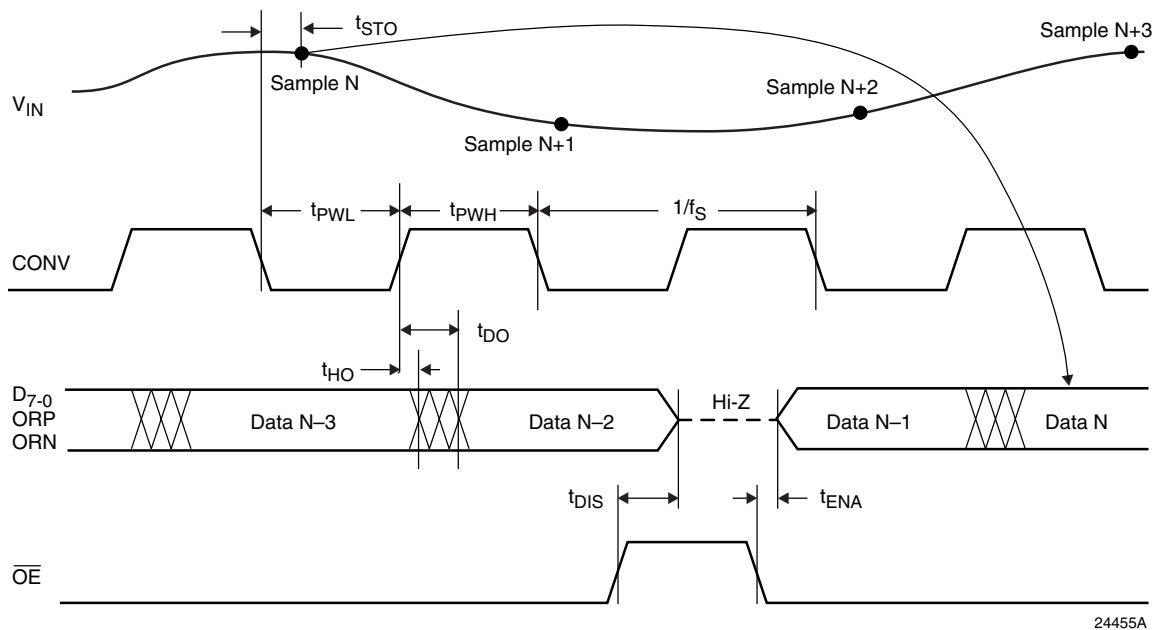 tSTO
Sample N+3
Sample N
Sample N+2
VIN
Sample N+1
tPWL
tPWH
1/fS
CONV
tDO
tHO
D7-0
ORP
ORN
Data N–3
Data N–2
Hi-Z
Data N–1
Data N
tDIS
tENA
OE
24455A